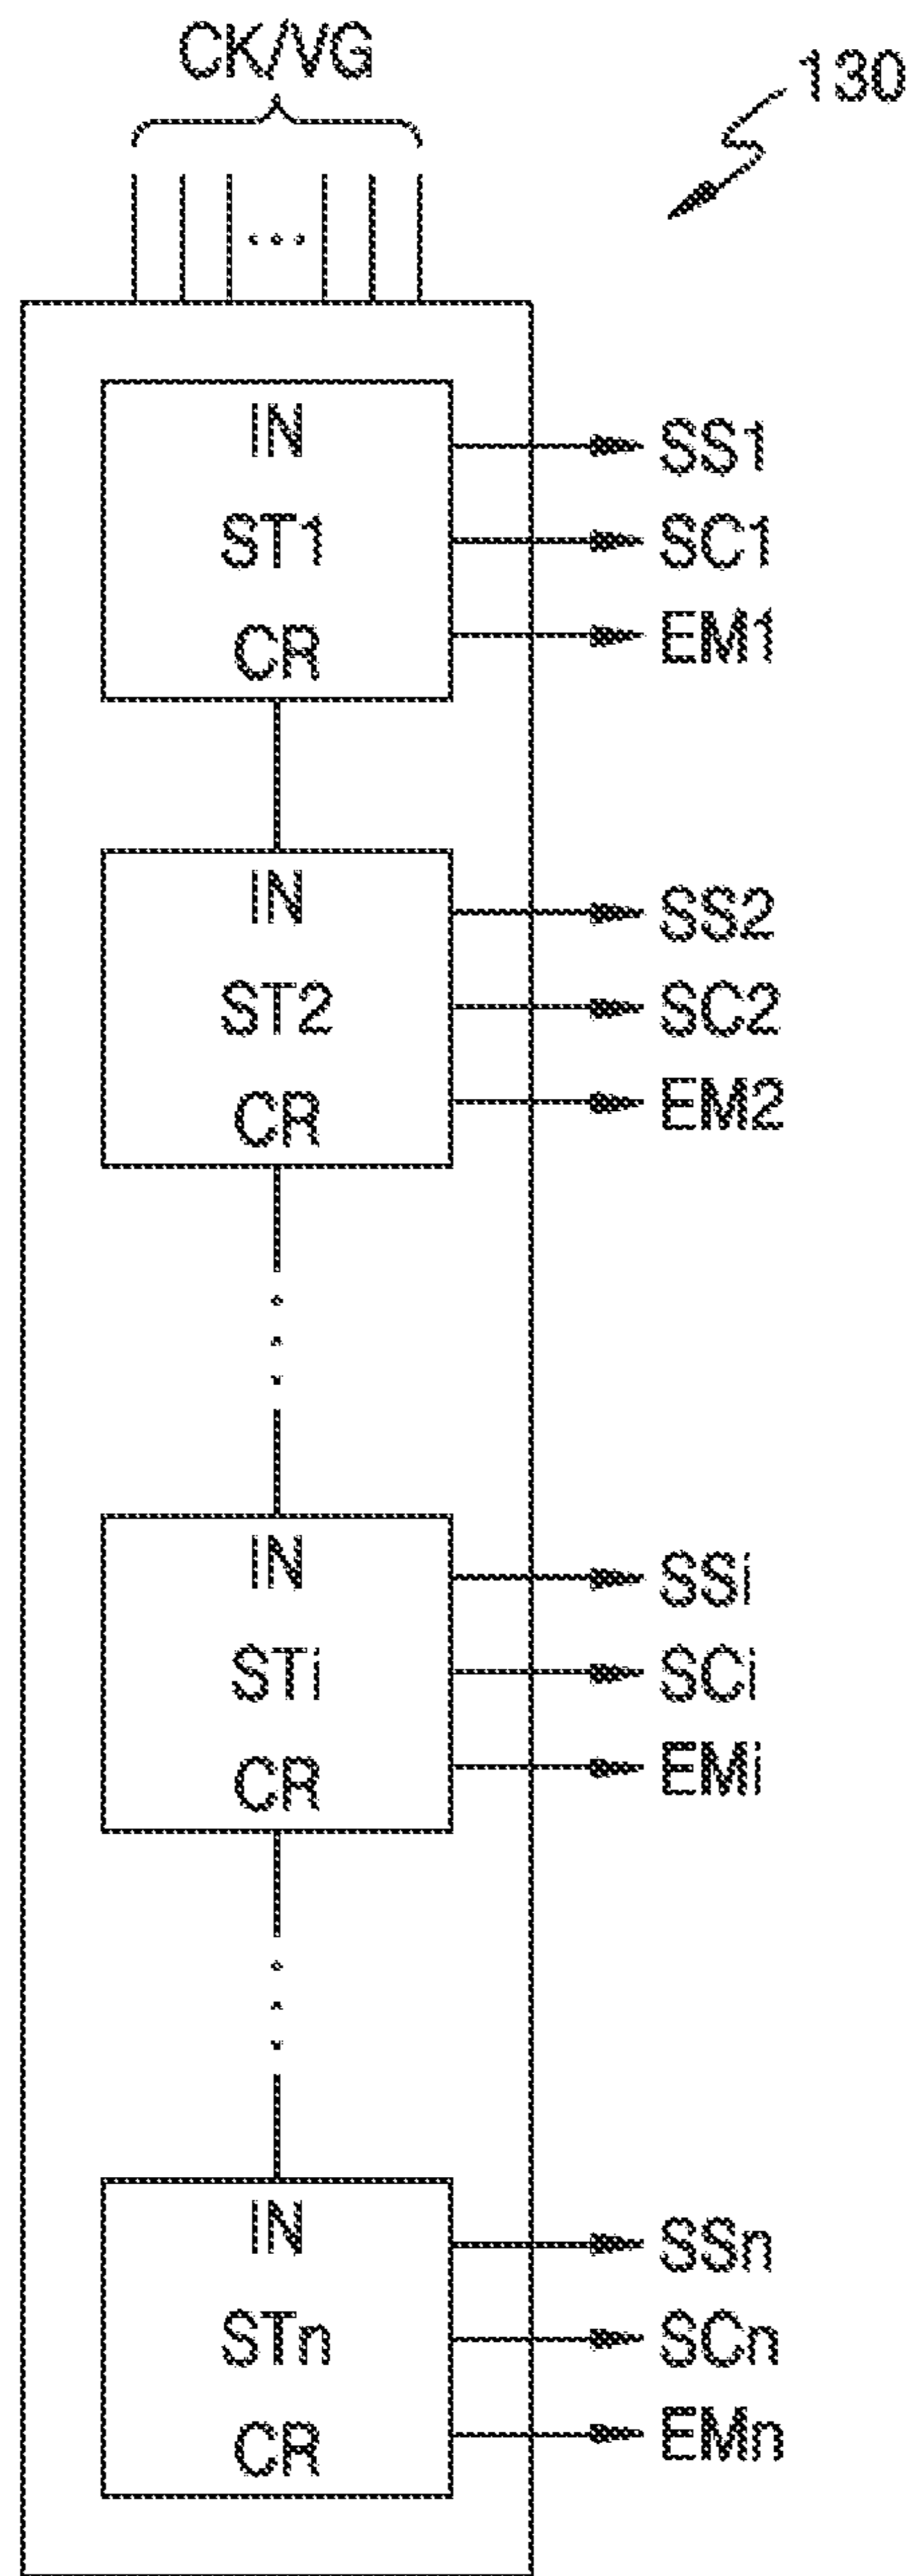 CK/VG
130
IN
ST1
CR
SS1
SC1
EM1
IN
ST2
CR
SS2
SC2
EM2
IN
STi
CR
SSi
SCi
EMi
IN
STn
CR
SSn
SCn
EMn